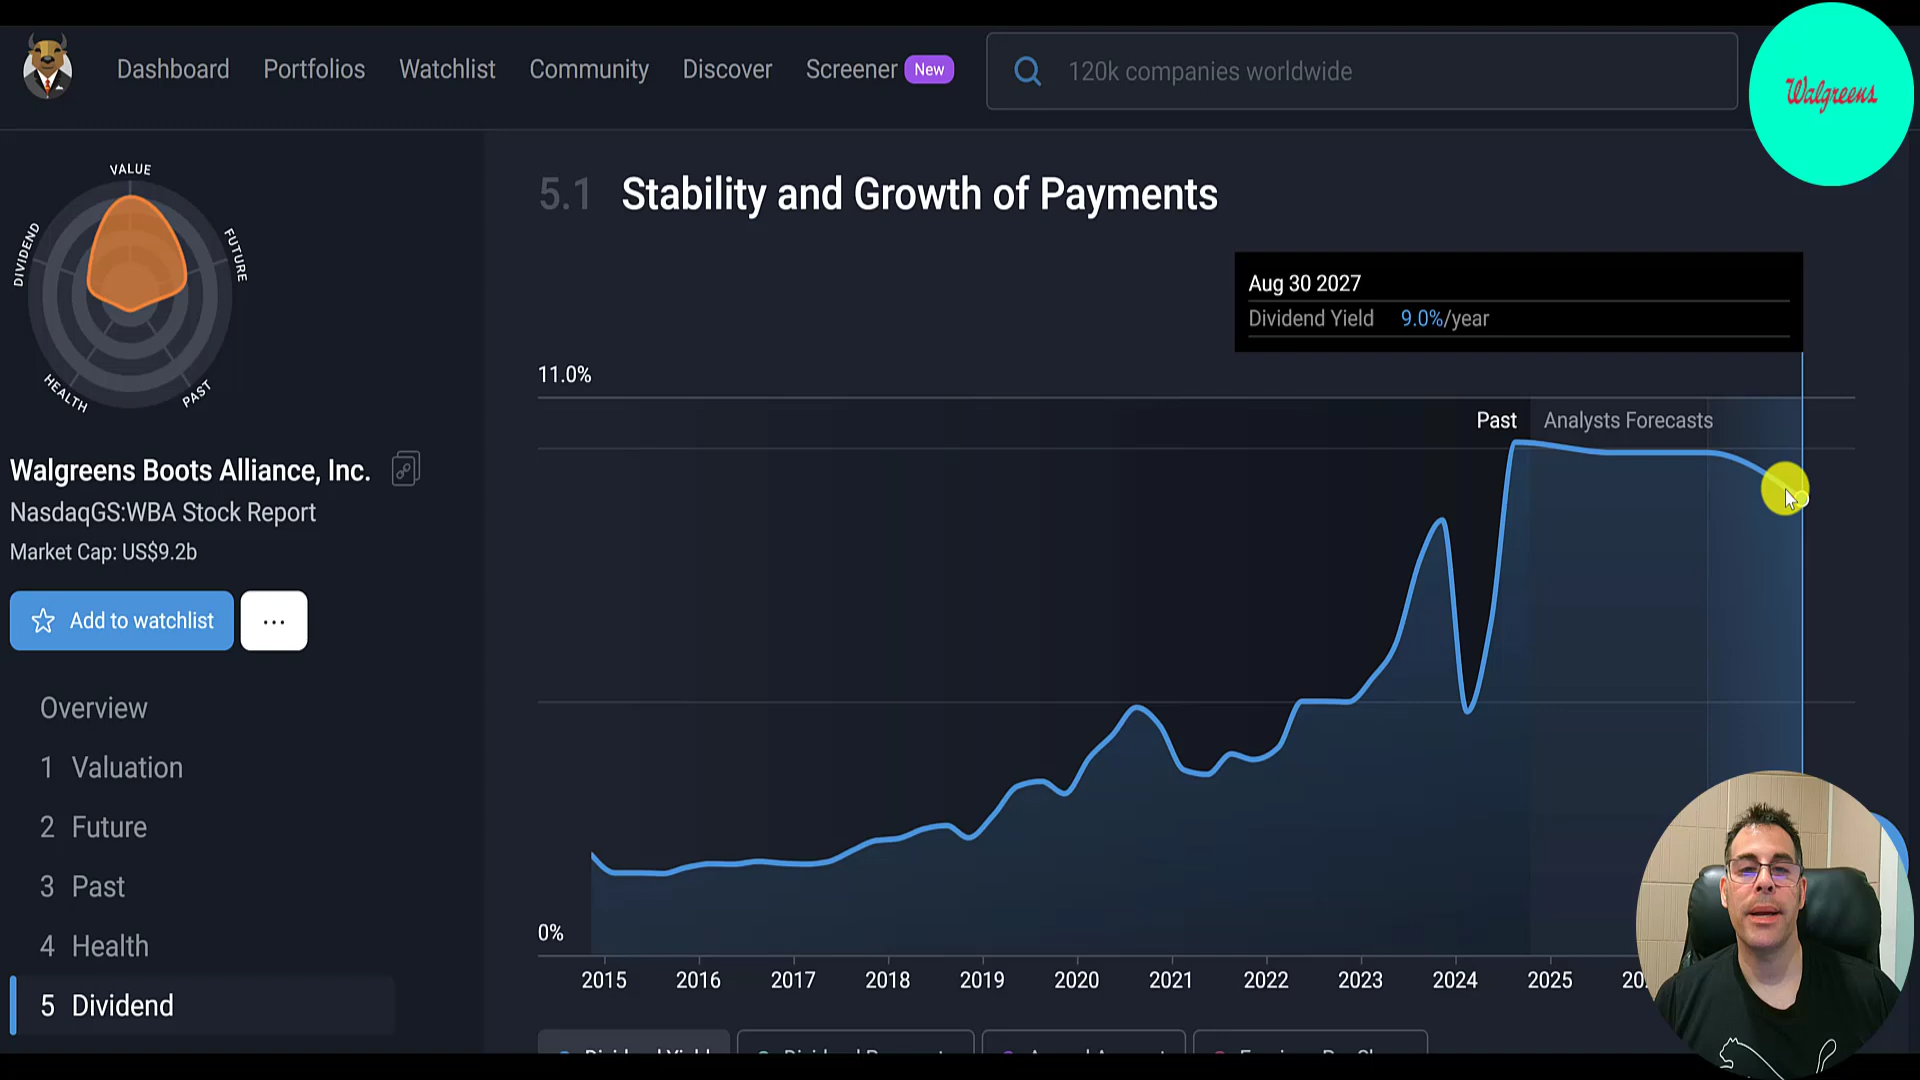 Dashboard Portfolios Watchlist Community Discover Screener New
120k companies worldwide
Walgreens
VALUE
FUTURE
PAST
HEALTH
DIVIDEND
Walgreens Boots Alliance, Inc.
NasdaqGS:WBA Stock Report
Market Cap: US$9.2b
Add to watchlist
...
Overview
1 Valuation
2 Future
3 Past
4 Health
5 Dividend
5.1 Stability and Growth of Payments
Aug 30 2027
Dividend Yield 9.0%/year
11.0%
Past Analysts Forecasts
0%
2015 2016 2017 2018 2019 2020 2021 2022 2023 2024 2025
Dividend Yield